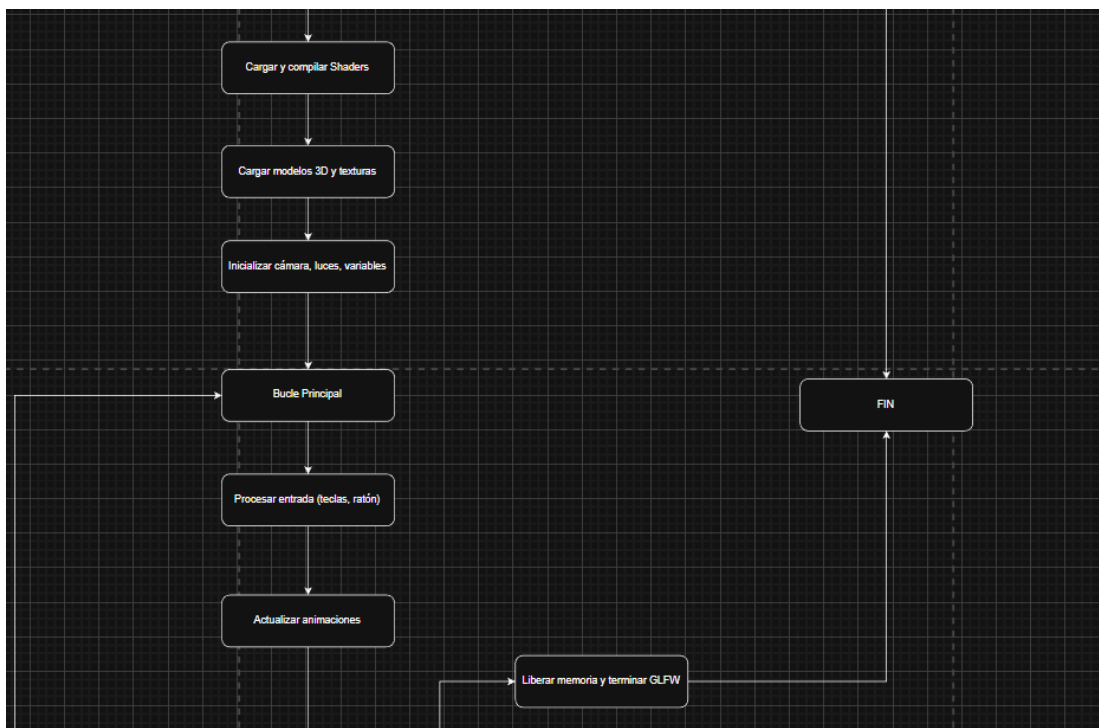 Cargar y compilar Shaders
Cargar modelos 3D y texturas
Inicializar cámara, luces, variables
Bucle Principal
FIN
Procesar entrada (teclas, ratón)
Actualizar animaciones
Liberar memoria y terminar GLFW